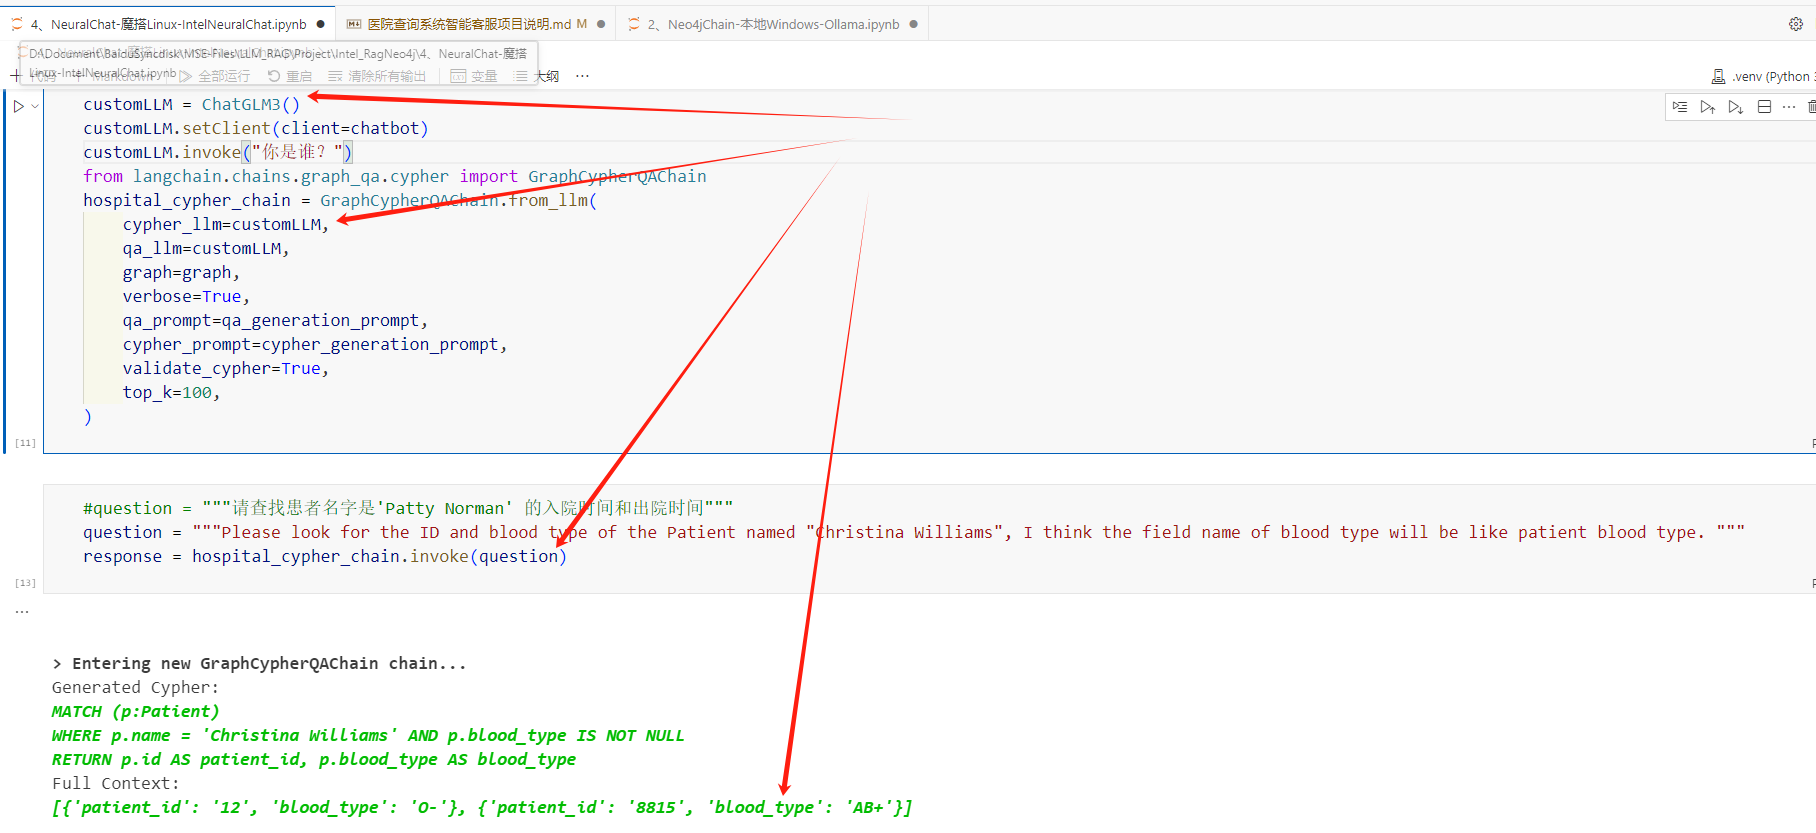 4、NeuralChat-魔搭Linux-IntelNeuralChat.ipynb
医院查询系统智能客服项目说明.md M
2、Neo4jChain-本地Windows-Ollama.ipynb
D:\Document\BaiduSyncdisk\MSE-Files\LLM_RAG\Project\Intel_RagNeo4j\4、NeuralChat-魔搭
Linux-IntelNeuralChat.ipynb
全部运行 重启 清除所有输出 变量 大纲 ...
.venv (Python 3
customLLM = ChatGLM3()
customLLM.setClient(client=chatbot)
customLLM.invoke("你是谁？")
from langchain.chains.graph_qa.cypher import GraphCypherQAChain
hospital_cypher_chain = GraphCypherQAChain.from_llm(
cypher_llm=customLLM,
qa_llm=customLLM,
graph=graph,
verbose=True,
qa_prompt=qa_generation_prompt,
cypher_prompt=cypher_generation_prompt,
validate_cypher=True,
top_k=100,
)
[11]
#question = """请查找患者名字是'Patty Norman' 的入院时间和出院时间"""
question = """Please look for the ID and blood type of the Patient named "Christina Williams", I think the field name of blood type will be like patient blood type. """
response = hospital_cypher_chain.invoke(question)
[13]
...
> Entering new GraphCypherQAChain chain...
Generated Cypher:
MATCH (p:Patient)
WHERE p.name = 'Christina Williams' AND p.blood_type IS NOT NULL
RETURN p.id AS patient_id, p.blood_type AS blood_type
Full Context:
[{'patient_id': '12', 'blood_type': 'O-'}, {'patient_id': '8815', 'blood_type': 'AB+'}]